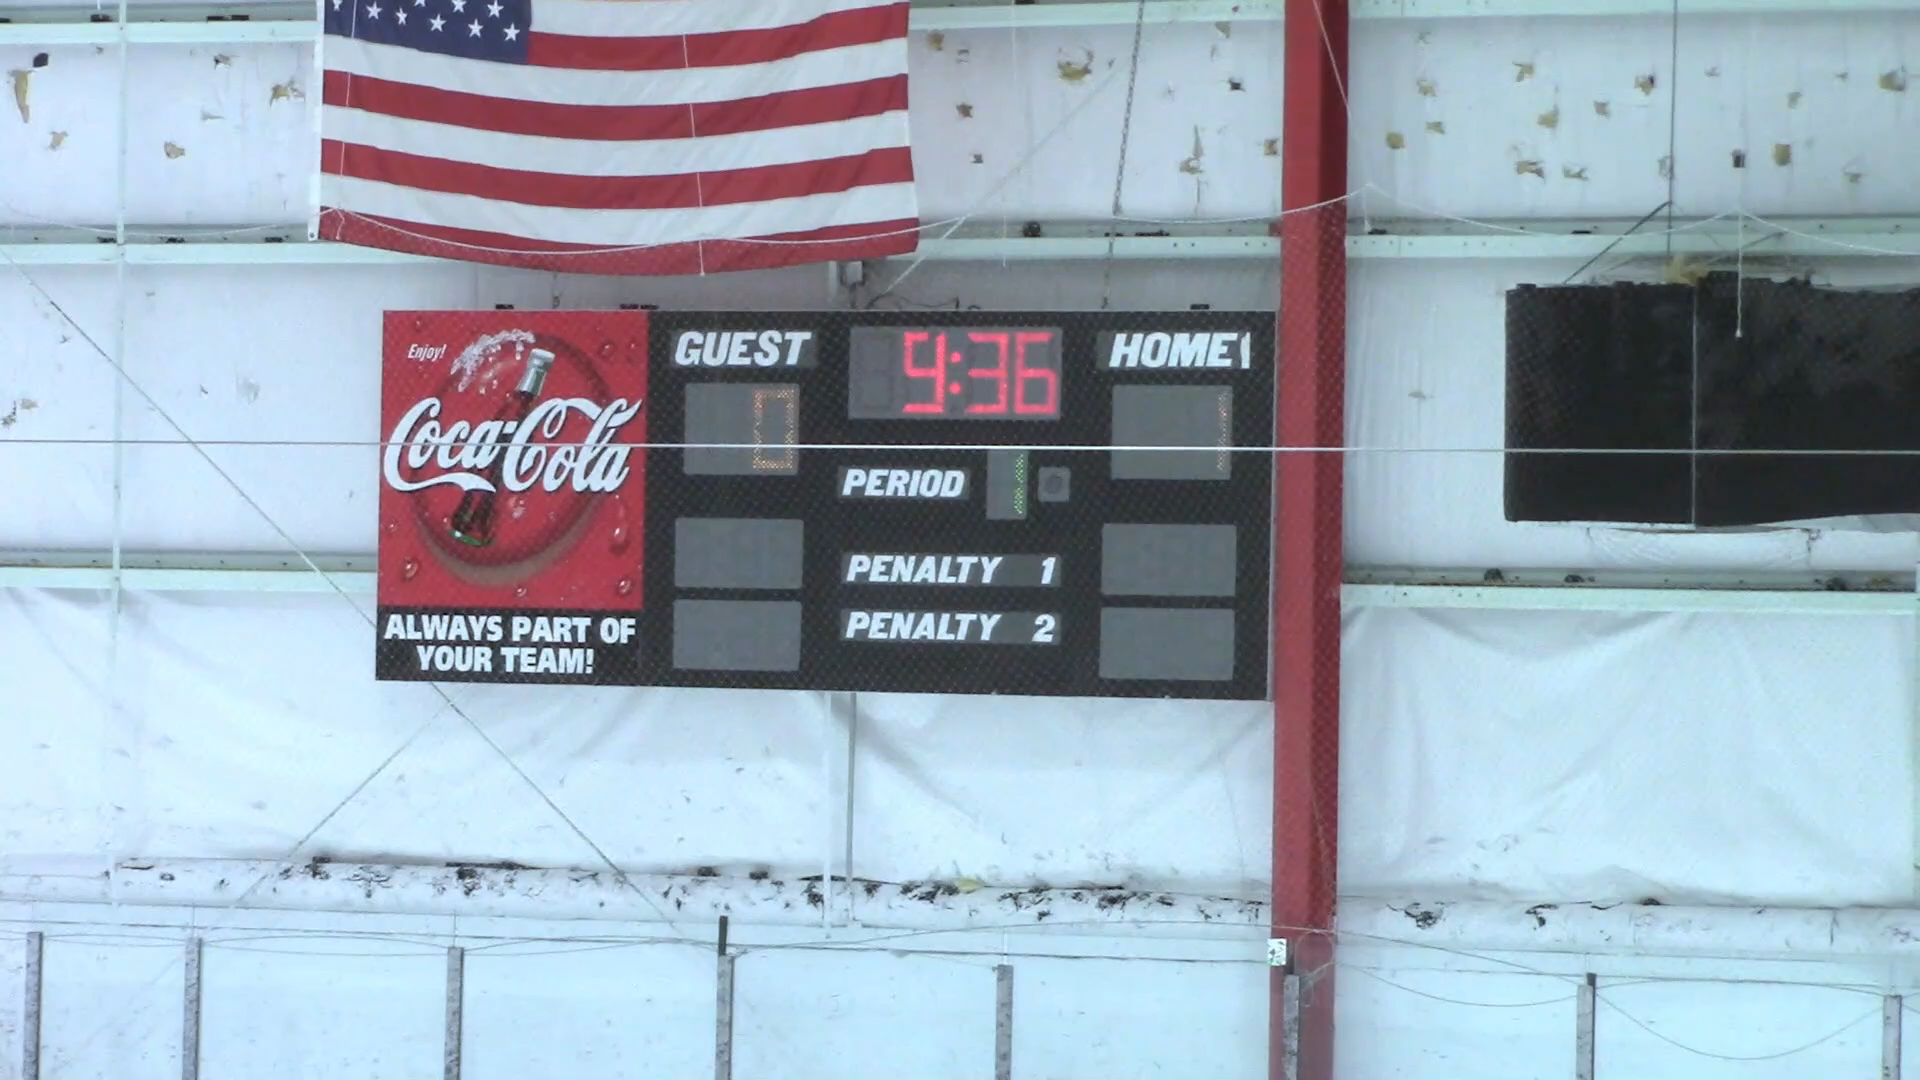 Enjoy!
Coca-Cola
ALWAYS PART OF
YOUR TEAM!
GUEST 9:36 HOME
0 1
PERIOD 1
PENALTY 1
PENALTY 2